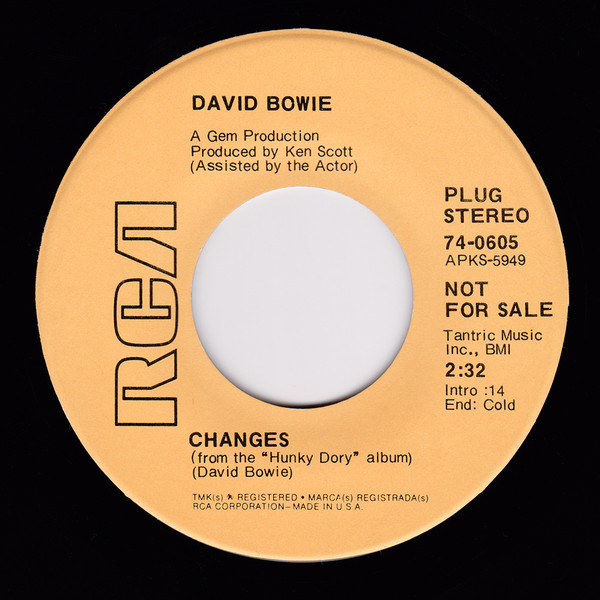 DAVID BOWIE
A Gem Production
Produced by Ken Scott
(Assisted by the Actor)
RCA
PLUG
STEREO
74-0605
APKS-5949
NOT
FOR SALE
Tantric Music
Inc., BMI
2:32
Intro :14
End: Cold
CHANGES
(from the "Hunky Dory" album)
(David Bowie)
TMK(s) ® REGISTERED • MARCA(s) REGISTRADA(s)
RCA CORPORATION—MADE IN U.S.A.